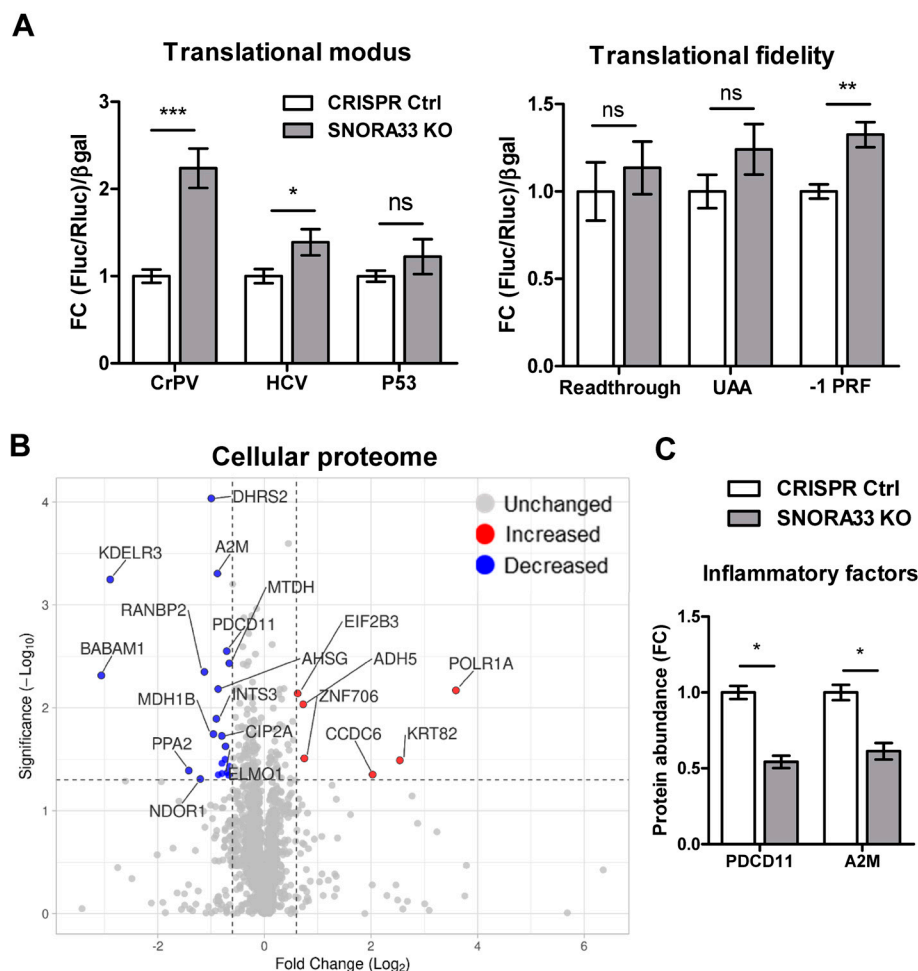 A
Translational modus
FC (Fluc/Rluc)/βgal
3
2
1
0
CRISPR Ctrl
SNORA33 KO
***
*
ns
CrPV
HCV
P53
Translational fidelity
FC (Fluc/Rluc)/βgal
1.5
1.0
0.5
0.0
ns
ns
**
Readthrough
UAA
-1 PRF
B
Cellular proteome
Significance (−Log10)
4
3
2
1
0
Unchanged
Increased
Decreased
DHRS2
KDELR3
A2M
MTDH
RANBP2
PDCD11
EIF2B3
BABAM1
AHSG
ADH5
POLR1A
MDH1B
INTS3
ZNF706
PPA2
CIP2A
CCDC6
KRT82
ELMO1
NDOR1
-2
0
2
4
6
Fold Change (Log2)
C
CRISPR Ctrl
SNORA33 KO
Inflammatory factors
Protein abundance (FC)
1.5
1.0
0.5
0.0
*
*
PDCD11
A2M